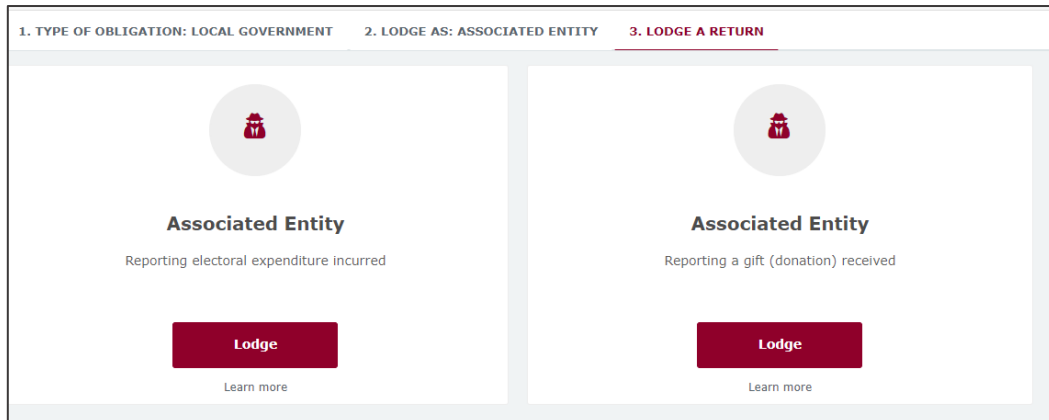 1. TYPE OF OBLIGATION: LOCAL GOVERNMENT 2. LODGE AS: ASSOCIATED ENTITY 3. LODGE A RETURN
Associated Entity
Reporting electoral expenditure incurred
Lodge
Learn more
Associated Entity
Reporting a gift (donation) received
Lodge
Learn more